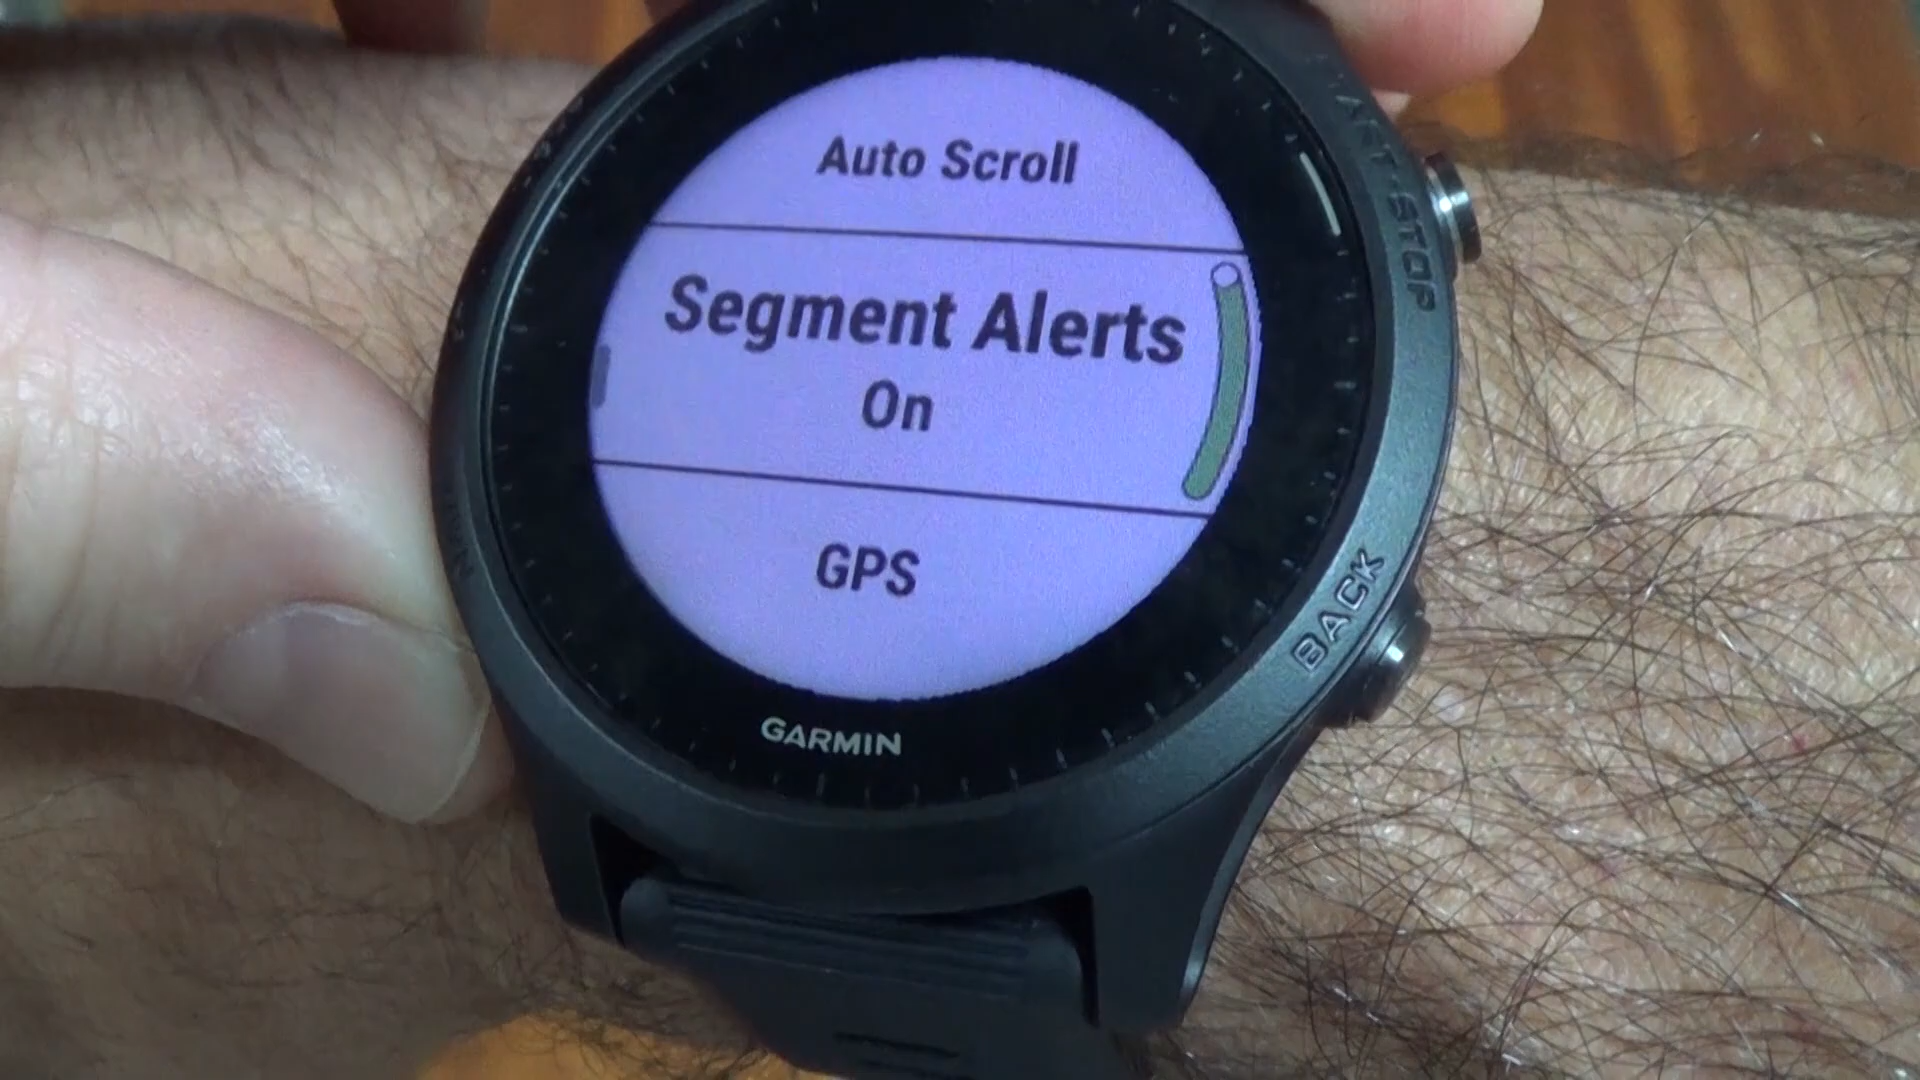 Auto Scroll
Segment Alerts
On
GPS
GARMIN
BACK